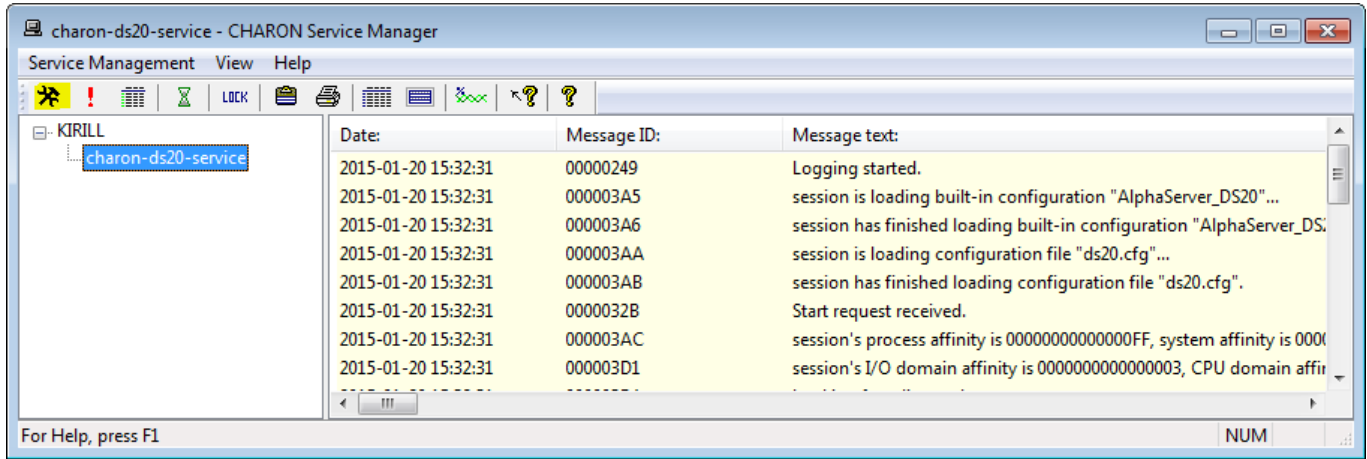 charon-ds20-service - CHARON Service Manager
Service Management View Help
LOCK
KIRILL
charon-ds20-service
Date: Message ID: Message text:
2015-01-20 15:32:31 00000249 Logging started.
2015-01-20 15:32:31 000003A5 session is loading built-in configuration "AlphaServer_DS20"...
2015-01-20 15:32:31 000003A6 session has finished loading built-in configuration "AlphaServer_DS
2015-01-20 15:32:31 000003AA session is loading configuration file "ds20.cfg"...
2015-01-20 15:32:31 000003AB session has finished loading configuration file "ds20.cfg".
2015-01-20 15:32:31 0000032B Start request received.
2015-01-20 15:32:31 000003AC session's process affinity is 00000000000000FF, system affinity is 000
2015-01-20 15:32:31 000003D1 session's I/O domain affinity is 0000000000000003, CPU domain affin
For Help, press F1
NUM